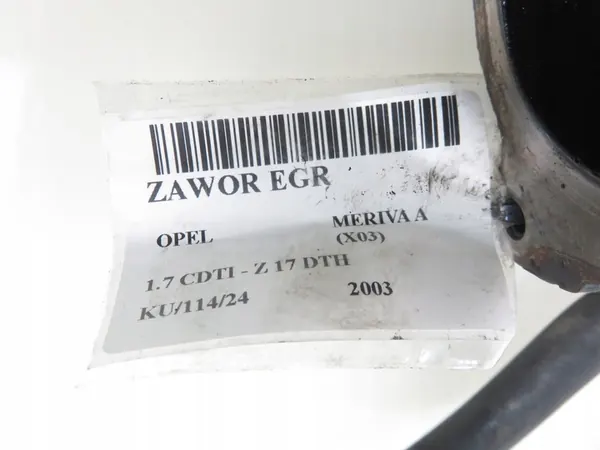 ZAWOR EGR
OPEL MERIVA A
(X03)
1.7 CDTI - Z 17 DTH
KU/114/24 2003